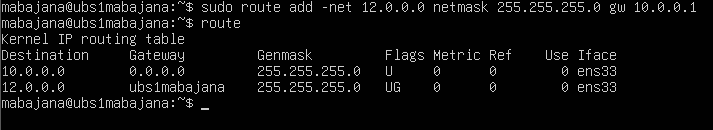 mabajana@ubs1mabajana:~$ sudo route add -net 12.0.0.0 netmask 255.255.255.0 gw 10.0.0.1
mabajana@ubs1mabajana:~$ route
Kernel IP routing table
Destination     Gateway         Genmask         Flags Metric Ref    Use Iface
10.0.0.0        0.0.0.0         255.255.255.0   U     0      0        0 ens33
12.0.0.0        ubs1mabajana    255.255.255.0   UG    0      0        0 ens33
mabajana@ubs1mabajana:~$ _